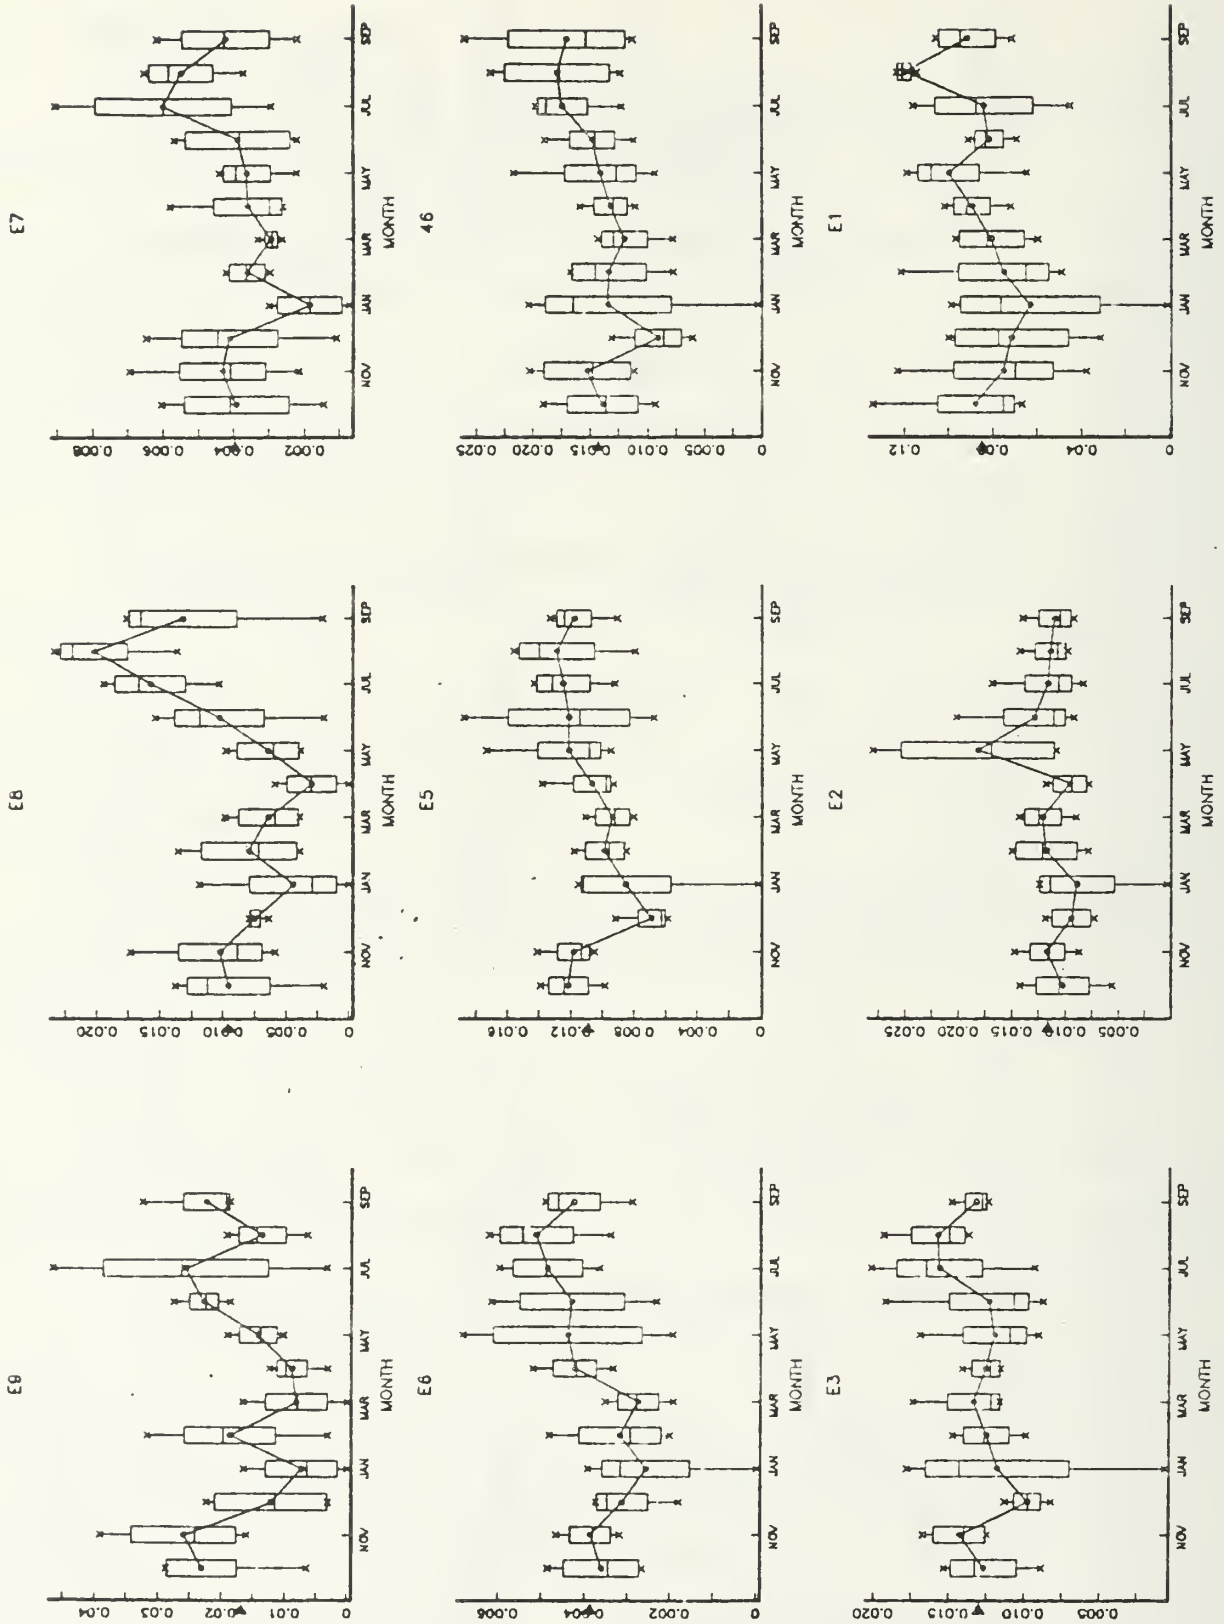 E9
0.04
0.03
0.02
0.01
0
NOV JAN MAR MAY JUL SEP
MONTH
E8
0.020
0.015
0.010
0.005
0
NOV JAN MAR MAY JUL SEP
MONTH
E7
0.008
0.006
0.004
0.002
NOV JAN MAR MAY JUL SEP
MONTH
E6
0.006
0.004
0.002
0
NOV JAN MAR MAY JUL SEP
MONTH
E5
0.016
0.012
0.008
0.004
0
NOV JAN MAR MAY JUL SEP
MONTH
46
0.025
0.020
0.015
0.010
0.005
0
NOV JAN MAR MAY JUL SEP
MONTH
E3
0.020
0.015
0.010
0.005
NOV JAN MAR MAY JUL SEP
MONTH
E2
0.025
0.020
0.015
0.010
0.005
NOV JAN MAR MAY JUL SEP
MONTH
E1
0.12
0.08
0.04
0
NOV JAN MAR MAY JUL SEP
MONTH